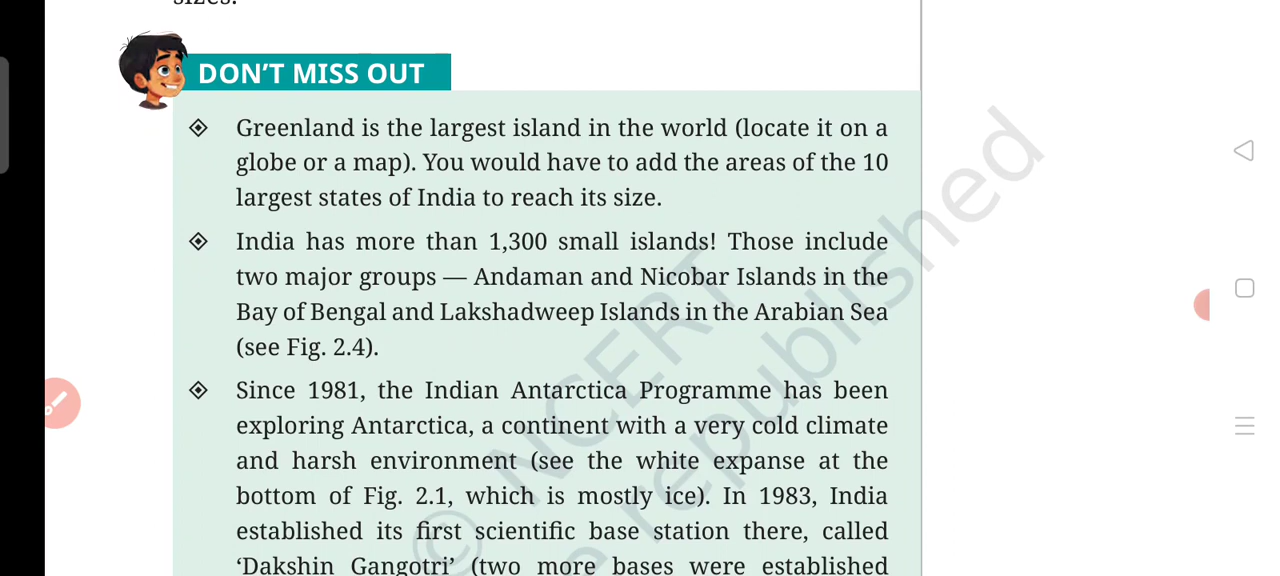 DON'T MISS OUT
Greenland is the largest island in the world (locate it on a
globe or a map). You would have to add the areas of the 10
largest states of India to reach its size.
India has more than 1,300 small islands! Those include
two major groups — Andaman and Nicobar Islands in the
Bay of Bengal and Lakshadweep Islands in the Arabian Sea
(see Fig. 2.4).
Since 1981, the Indian Antarctica Programme has been
exploring Antarctica, a continent with a very cold climate
and harsh environment (see the white expanse at the
bottom of Fig. 2.1, which is mostly ice). In 1983, India
established its first scientific base station there, called
‘Dakshin Gangotri’ (two more bases were established
© NCERT
republished